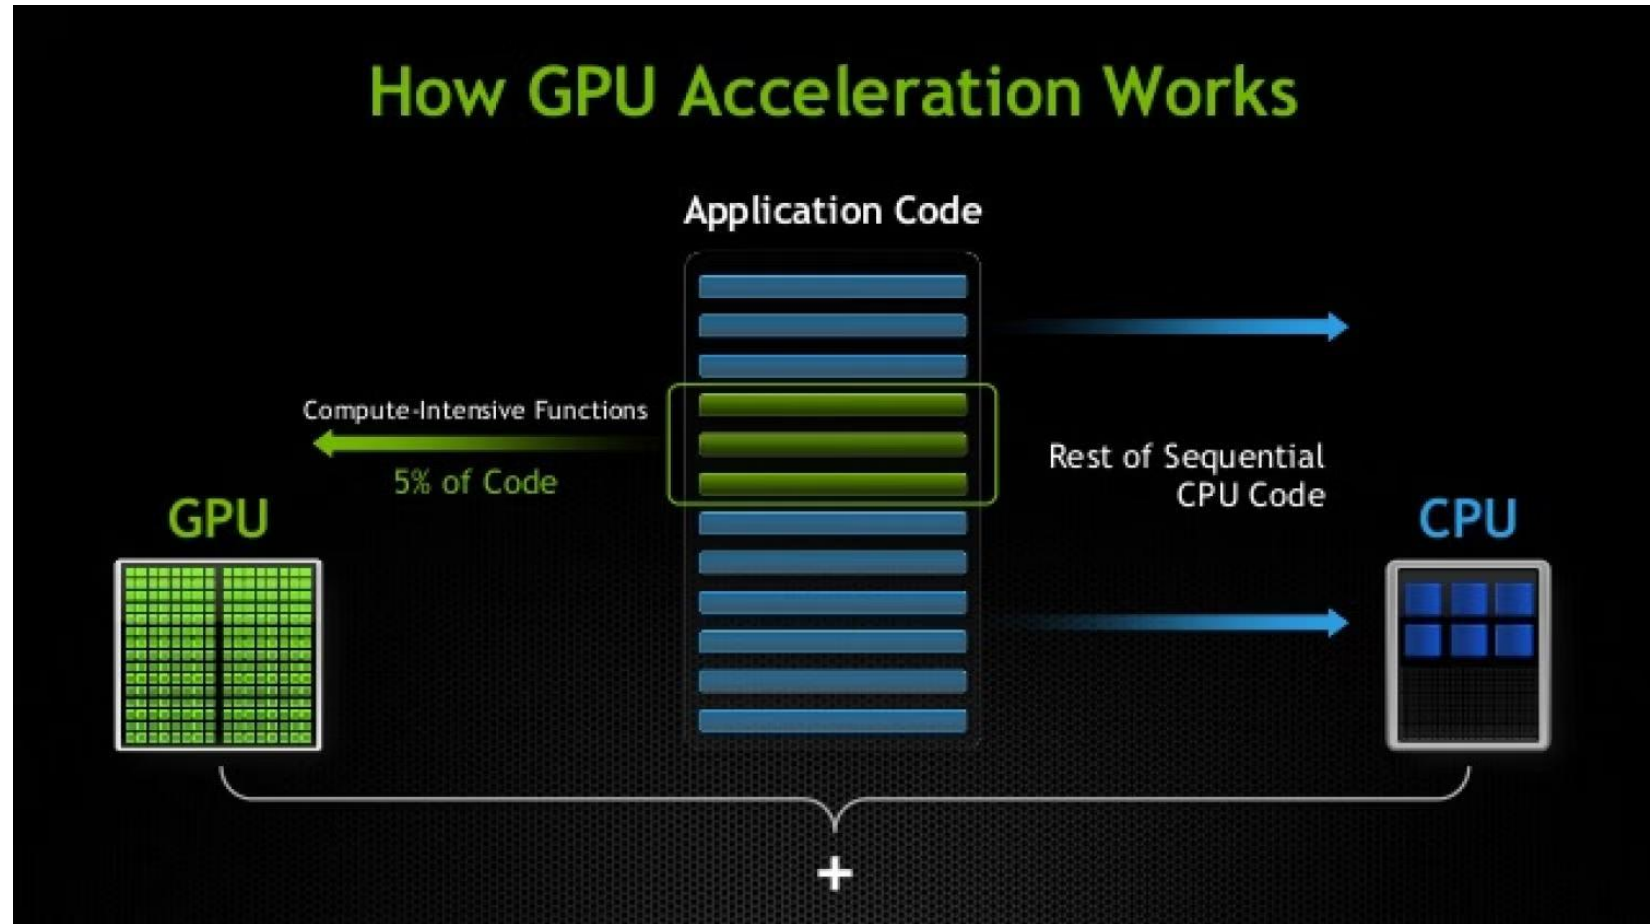 How GPU Acceleration Works
Application Code
Compute-Intensive Functions
5% of Code
Rest of Sequential
CPU Code
GPU
CPU
+